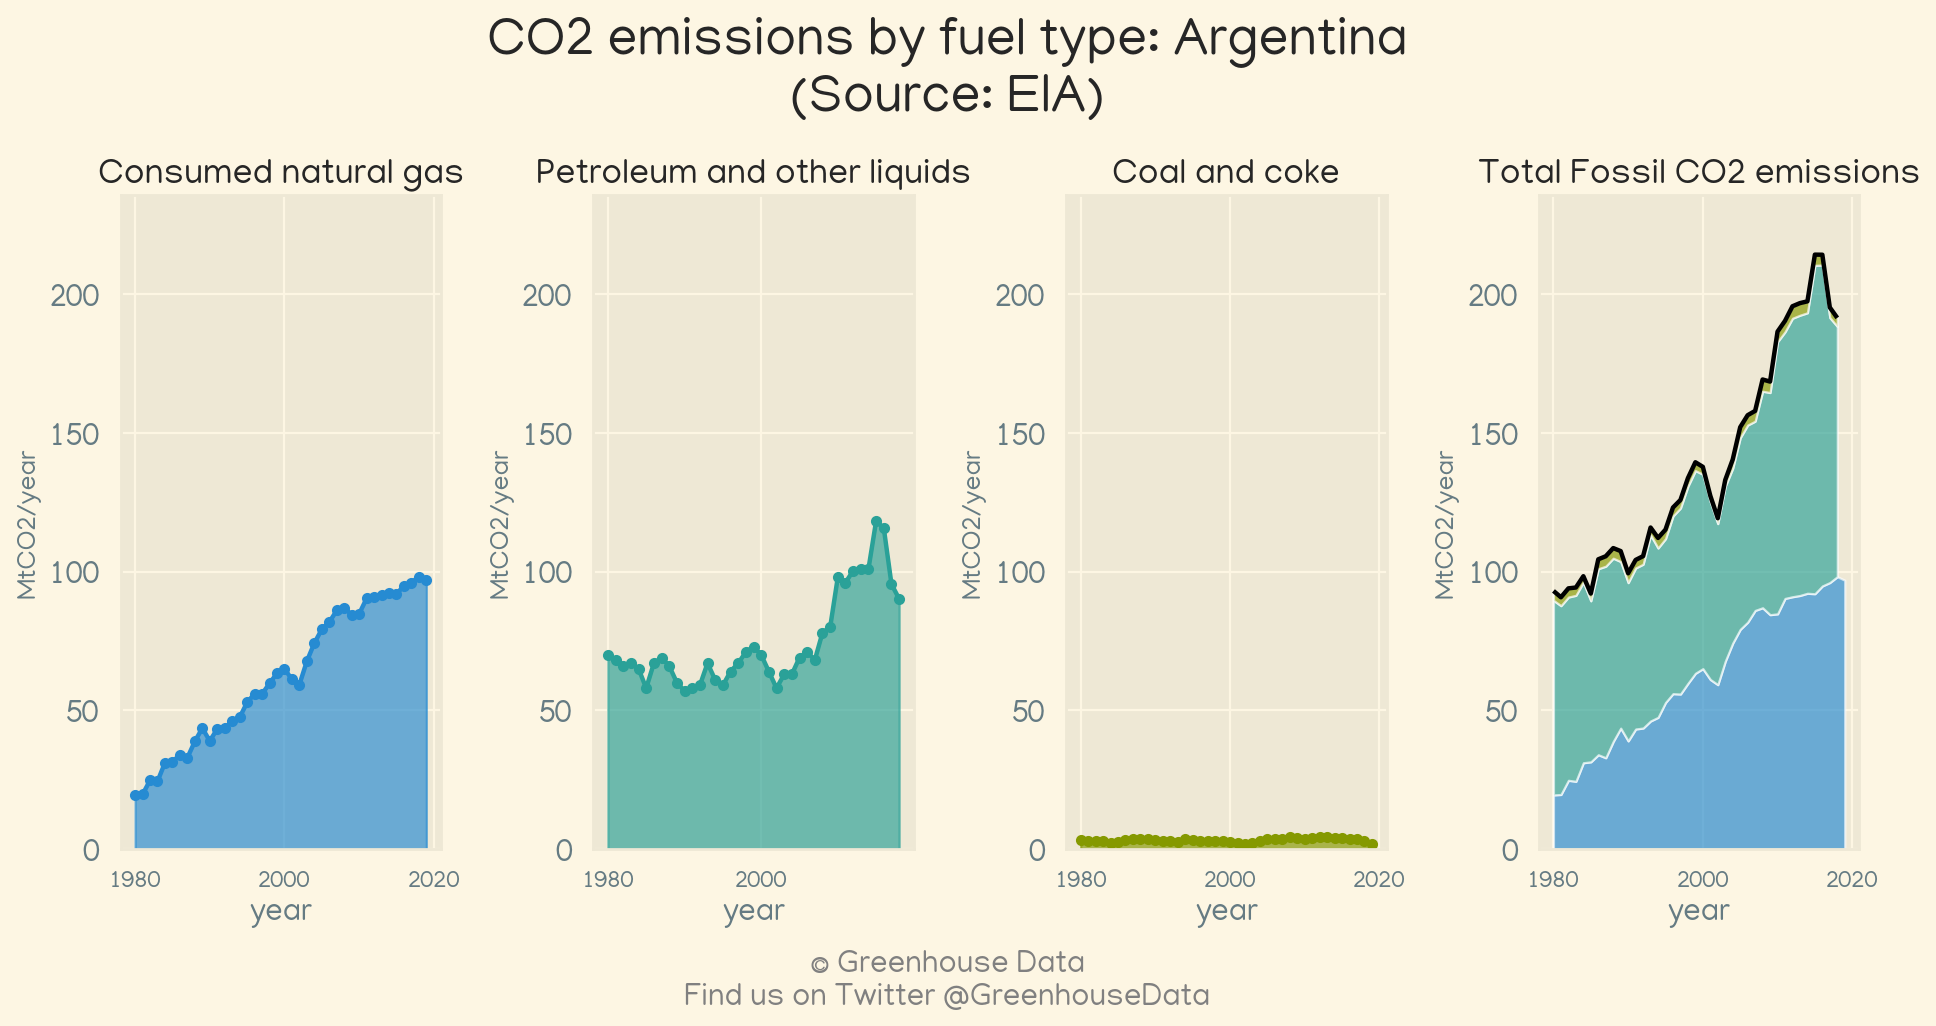 CO2 emissions by fuel type: Argentina
(Source: EIA)
Consumed natural gas
Petroleum and other liquids
Coal and coke
Total Fossil CO2 emissions
MtCO2/year
200
150
100
50
0
1980
2000
2020
year
MtCO2/year
200
150
100
50
0
1980
2000
year
MtCO2/year
200
150
100
50
0
1980
2000
2020
year
MtCO2/year
200
150
100
50
0
1980
2000
2020
year
© Greenhouse Data
Find us on Twitter @GreenhouseData